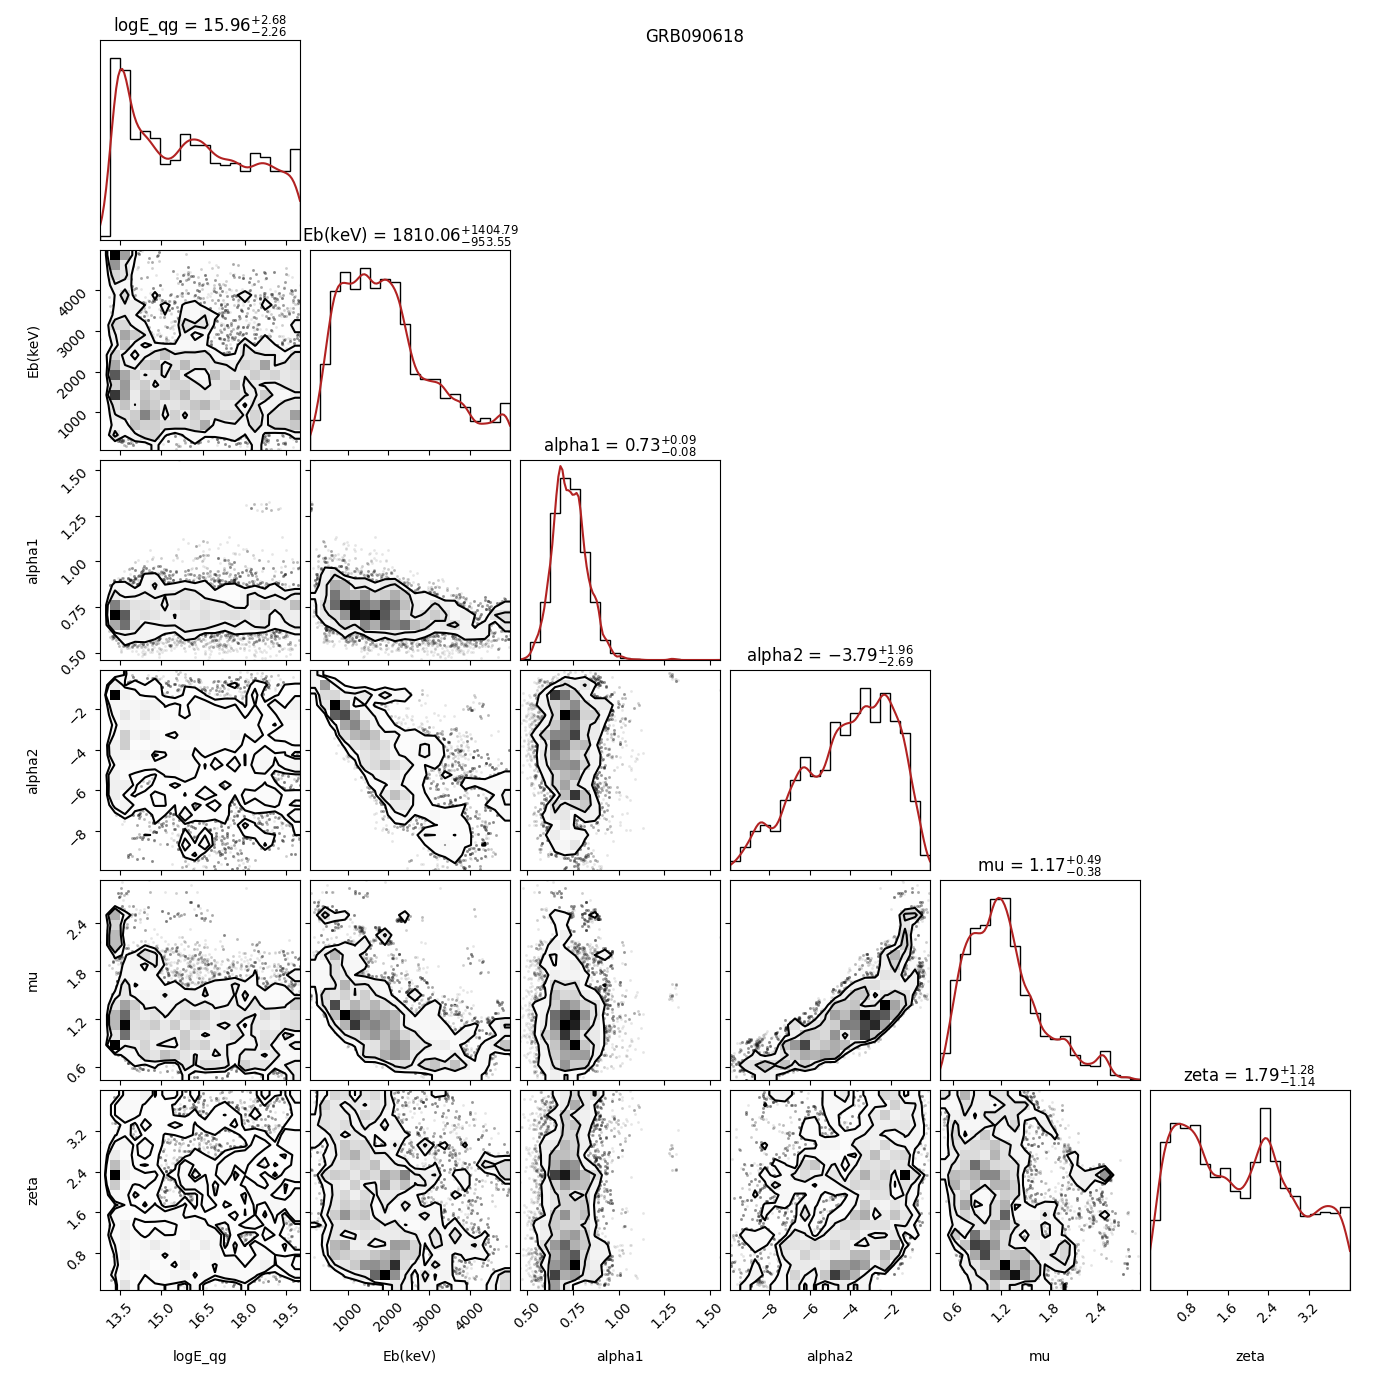 GRB090618
logE_qg = 15.96+2.68−2.26
Eb(keV) = 1810.06+1404.79−953.55
Eb(keV)
4000
3000
2000
1000
alpha1 = 0.73+0.09−0.08
alpha1
1.50
1.25
1.00
0.75
0.50
alpha2 = −3.79+1.96−2.69
alpha2
−2
−4
−6
−8
mu = 1.17+0.49−0.38
mu
2.4
1.8
1.2
0.6
zeta = 1.79+1.28−1.14
zeta
3.2
2.4
1.6
0.8
13.5 15.0 16.5 18.0 19.5
1000 2000 3000 4000
0.50 0.75 1.00 1.25 1.50
−8 −6 −4 −2
0.6 1.2 1.8 2.4
0.8 1.6 2.4 3.2
logE_qg Eb(keV) alpha1 alpha2 mu zeta